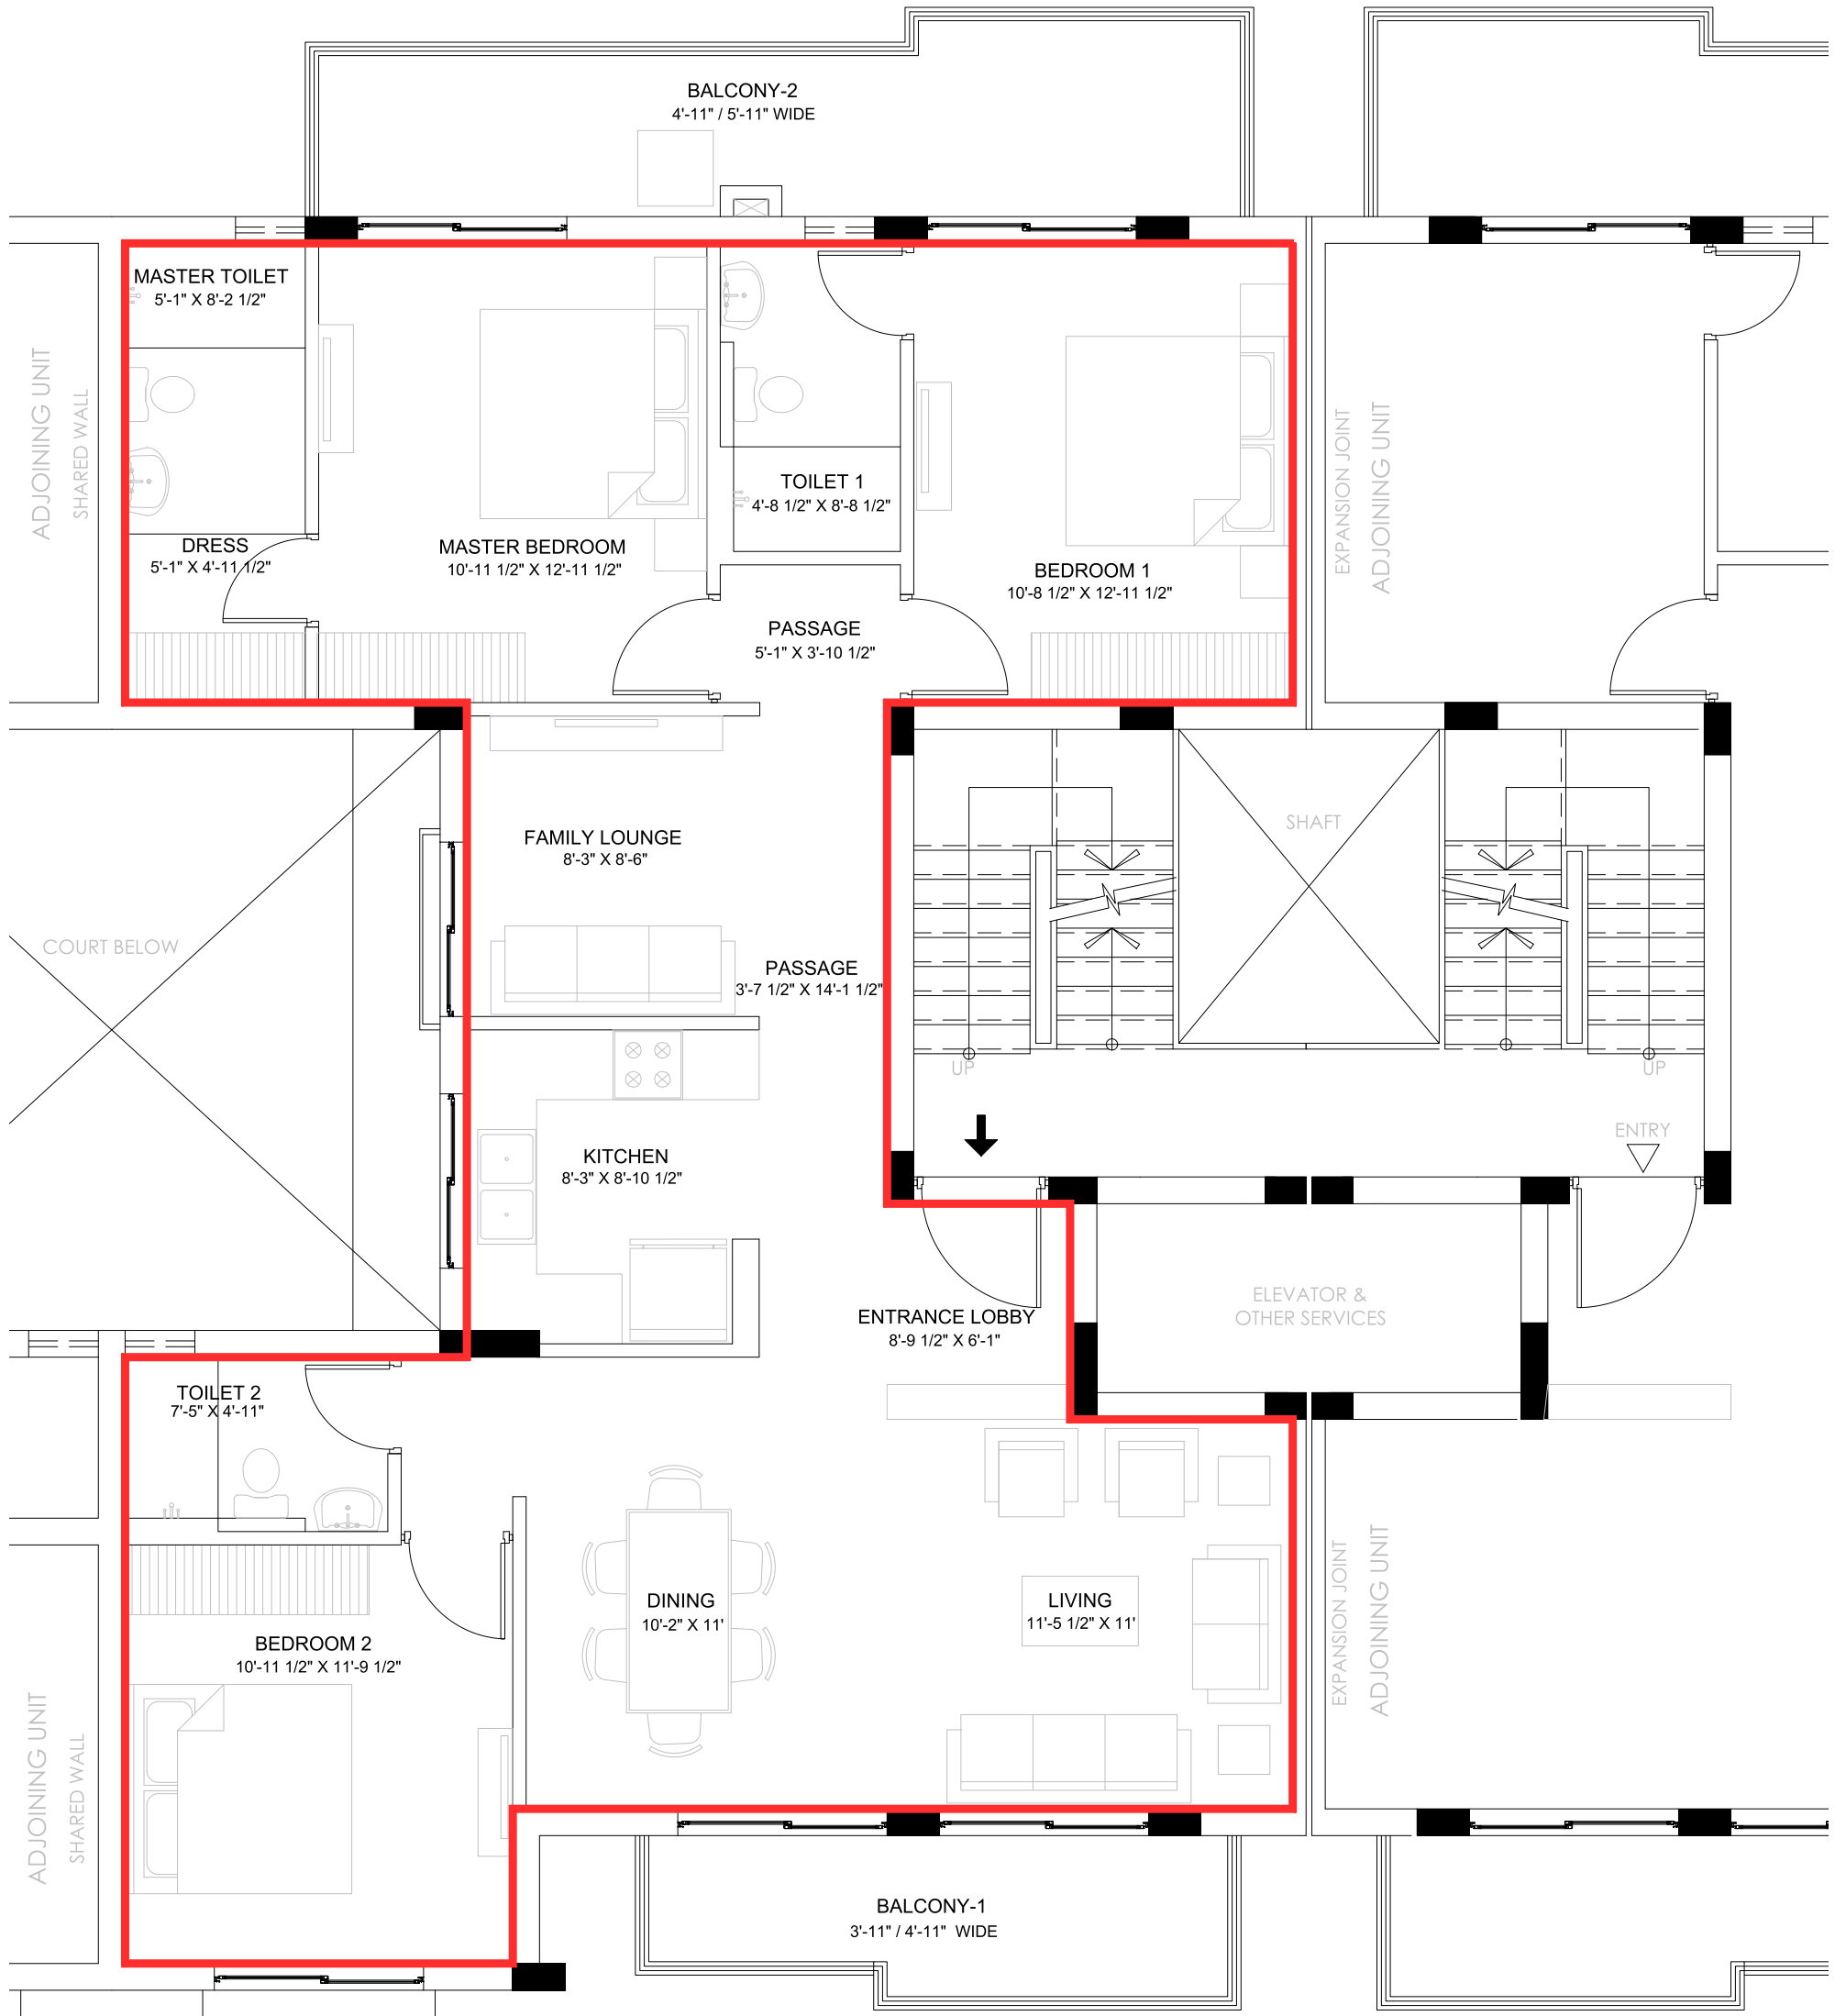 BALCONY-2
4'-11" / 5'-11" WIDE
MASTER TOILET
5'-1" X 8'-2 1/2"
ADJOINING UNIT
SHARED WALL
TOILET 1
4'-8 1/2" X 8'-8 1/2"
EXPANSION JOINT
ADJOINING UNIT
DRESS
5'-1" X 4'-11 1/2"
MASTER BEDROOM
10'-11 1/2" X 12'-11 1/2"
BEDROOM 1
10'-8 1/2" X 12'-11 1/2"
PASSAGE
5'-1" X 3'-10 1/2"
SHAFT
FAMILY LOUNGE
8'-3" X 8'-6"
COURT BELOW
PASSAGE
3'-7 1/2" X 14'-1 1/2"
UP
UP
ENTRY
KITCHEN
8'-3" X 8'-10 1/2"
ELEVATOR &
OTHER SERVICES
ENTRANCE LOBBY
8'-9 1/2" X 6'-1"
TOILET 2
7'-5" X 4'-11"
DINING
10'-2" X 11'
LIVING
11'-5 1/2" X 11'
EXPANSION JOINT
ADJOINING UNIT
BEDROOM 2
10'-11 1/2" X 11'-9 1/2"
ADJOINING UNIT
SHARED WALL
BALCONY-1
3'-11" / 4'-11" WIDE